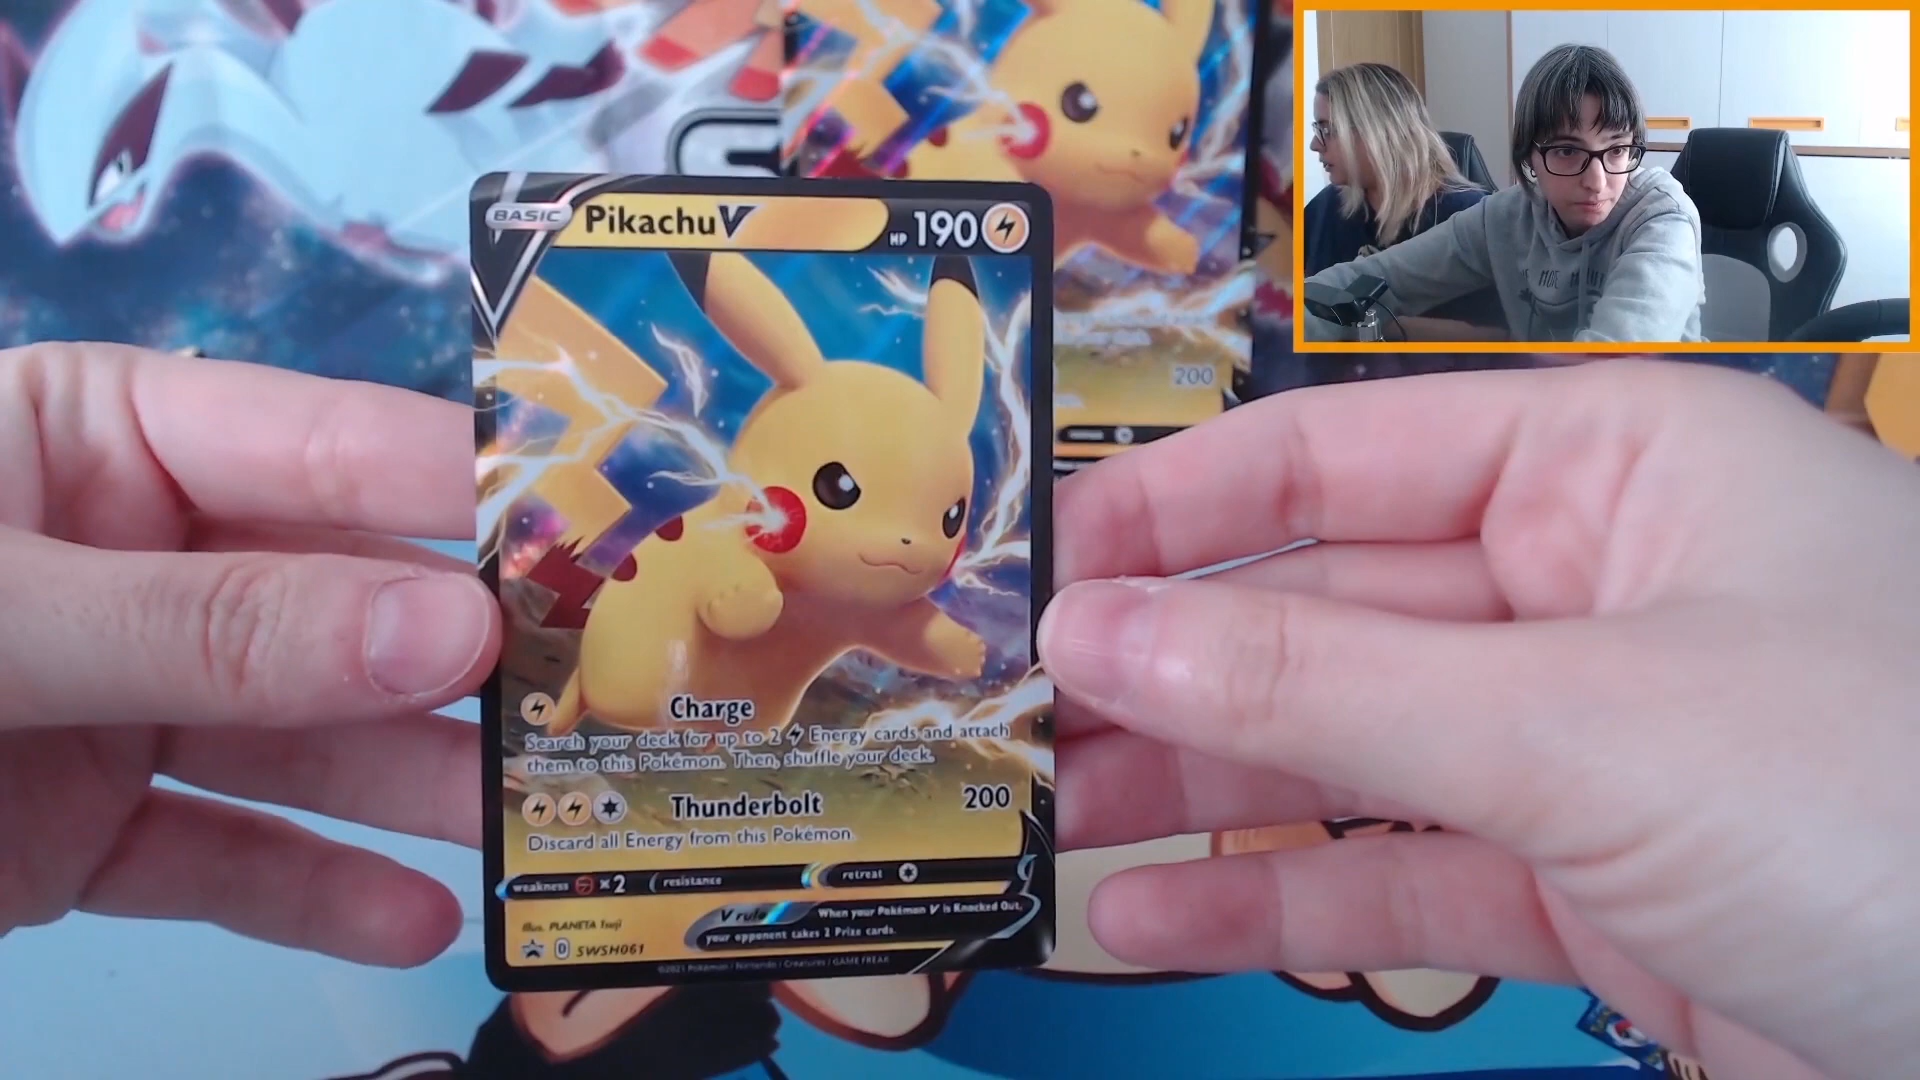 BASIC PikachuV HP 190
Charge
Search your deck for up to 2 Energy cards and attach
them to this Pokémon. Then, shuffle your deck.
Thunderbolt 200
Discard all Energy from this Pokémon.
weakness ×2 resistance retreat
V rule When your Pokémon V is Knocked Out,
your opponent takes 2 Prize cards.
Illus. PLANETA Tsuji
D SWSH061
©2021 Pokémon / Nintendo / Creatures / GAME FREAK
200